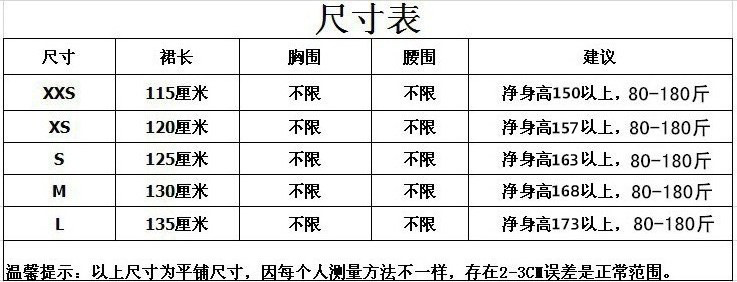 尺寸表
尺寸 裙长 胸围 腰围 建议
XXS 115厘米 不限 不限 净身高150以上，80-180斤
XS 120厘米 不限 不限 净身高157以上，80-180斤
S 125厘米 不限 不限 净身高163以上，80-180斤
M 130厘米 不限 不限 净身高168以上，80-180斤
L 135厘米 不限 不限 净身高173以上，80-180斤
温馨提示：以上尺寸为平铺尺寸，因每个人测量方法不一样，存在2-3CM误差是正常范围。